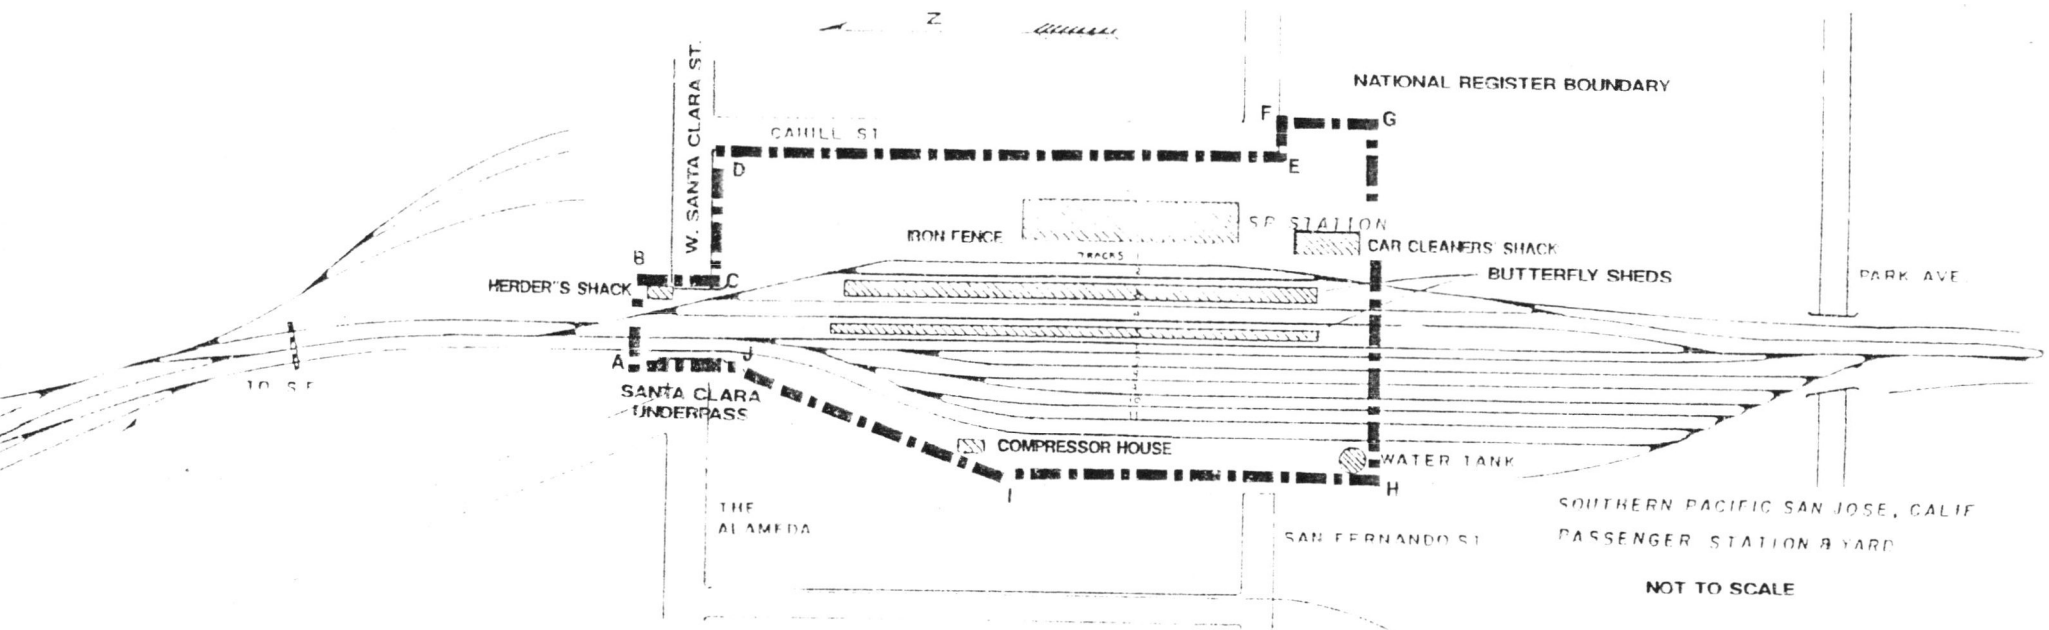 Z
W. SANTA CLARA ST.
NATIONAL REGISTER BOUNDARY
CAHILL ST
F
G
D
E
SP STATION
IRON FENCE
CAR CLEANERS' SHACK
TRACKS
B
C
HERDER"S SHACK
BUTTERFLY SHEDS
PARK AVE
A
J
TO S.F.
SANTA CLARA
UNDERPASS
COMPRESSOR HOUSE
WATER TANK
I
H
THE
ALAMEDA
SAN FERNANDO ST
SOUTHERN PACIFIC SAN JOSE, CALIF
PASSENGER STATION & YARD
NOT TO SCALE